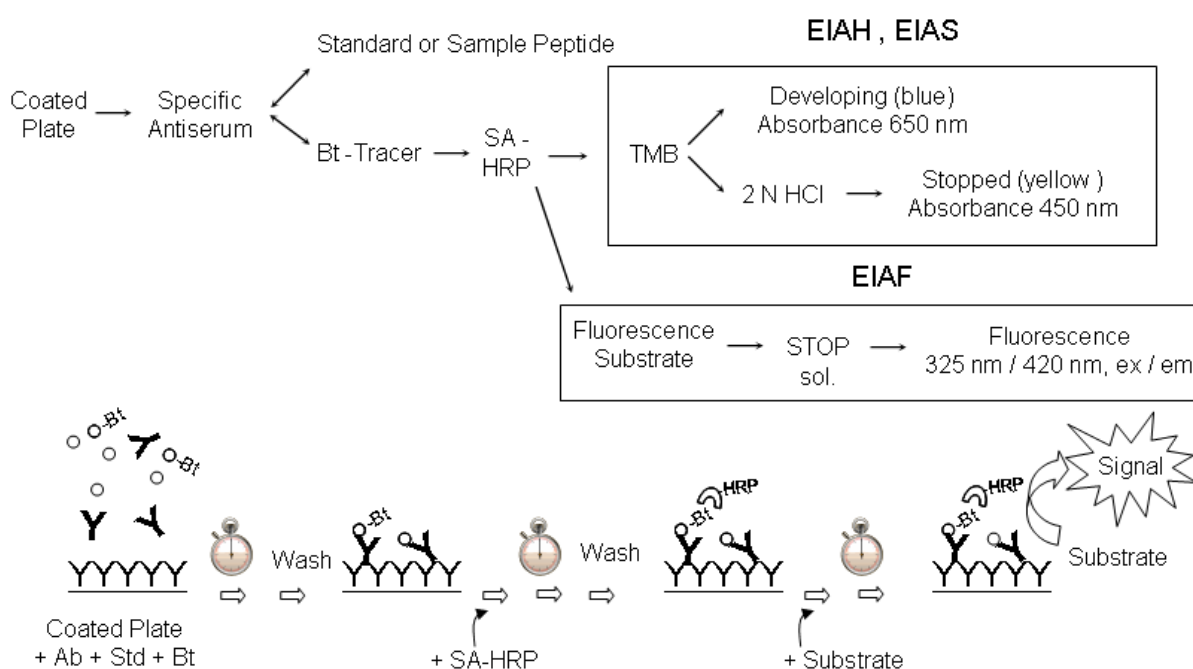 EIAH , EIAS
Standard or Sample Peptide
Coated
Plate
Specific
Antiserum
Bt -Tracer
SA -
HRP
TMB
Developing (blue)
Absorbance 650 nm
2 N HCl
Stopped (yellow )
Absorbance 450 nm
EIAF
Fluorescence
Substrate
STOP
sol.
Fluorescence
325 nm / 420 nm, ex / em
-Bt
-Bt
Wash
-Bt
Wash
-Bt
-HRP
-Bt
-HRP
Signal
Substrate
Coated Plate
+ Ab + Std + Bt
+ SA-HRP
+ Substrate